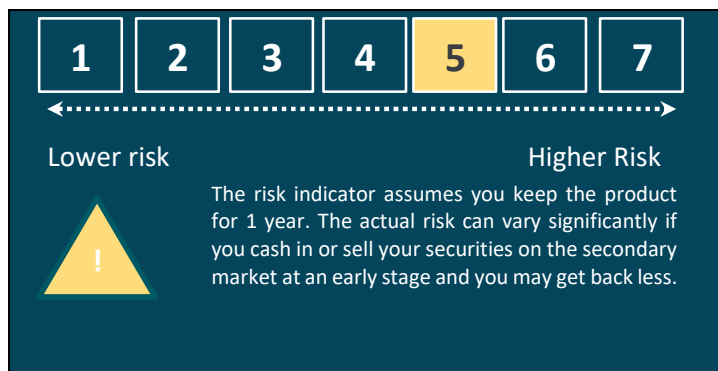 1 2 3 4 5 6 7
Lower risk Higher Risk
The risk indicator assumes you keep the product
for 1 year. The actual risk can vary significantly if
you cash in or sell your securities on the secondary
market at an early stage and you may get back less.
!